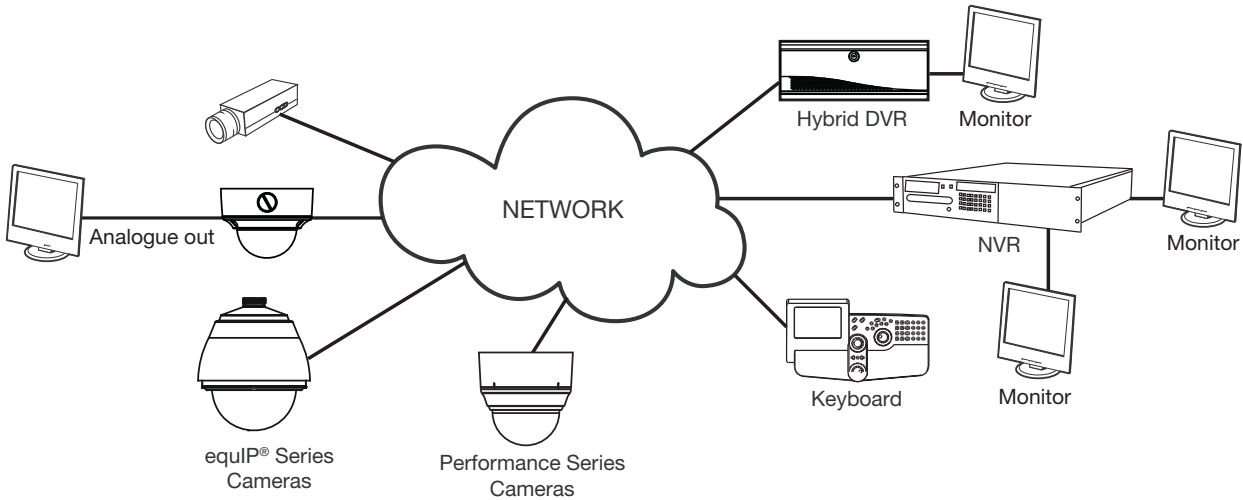 Hybrid DVR
Monitor
NETWORK
Analogue out
NVR
Monitor
Keyboard
Monitor
equIP® Series
Cameras
Performance Series
Cameras